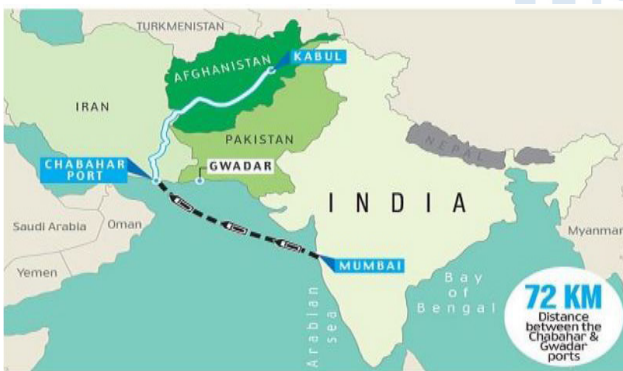 TURKMENISTAN
AFGHANISTAN
KABUL
IRAN
PAKISTAN
NEPAL
CHABAHAR
PORT
GWADAR
INDIA
Saudi Arabia
Oman
Myanmar
MUMBAI
Yemen
Arabian
sea
Bay
of
Bengal
72 KM
Distance
between the
Chabahar &
Gwadar
ports